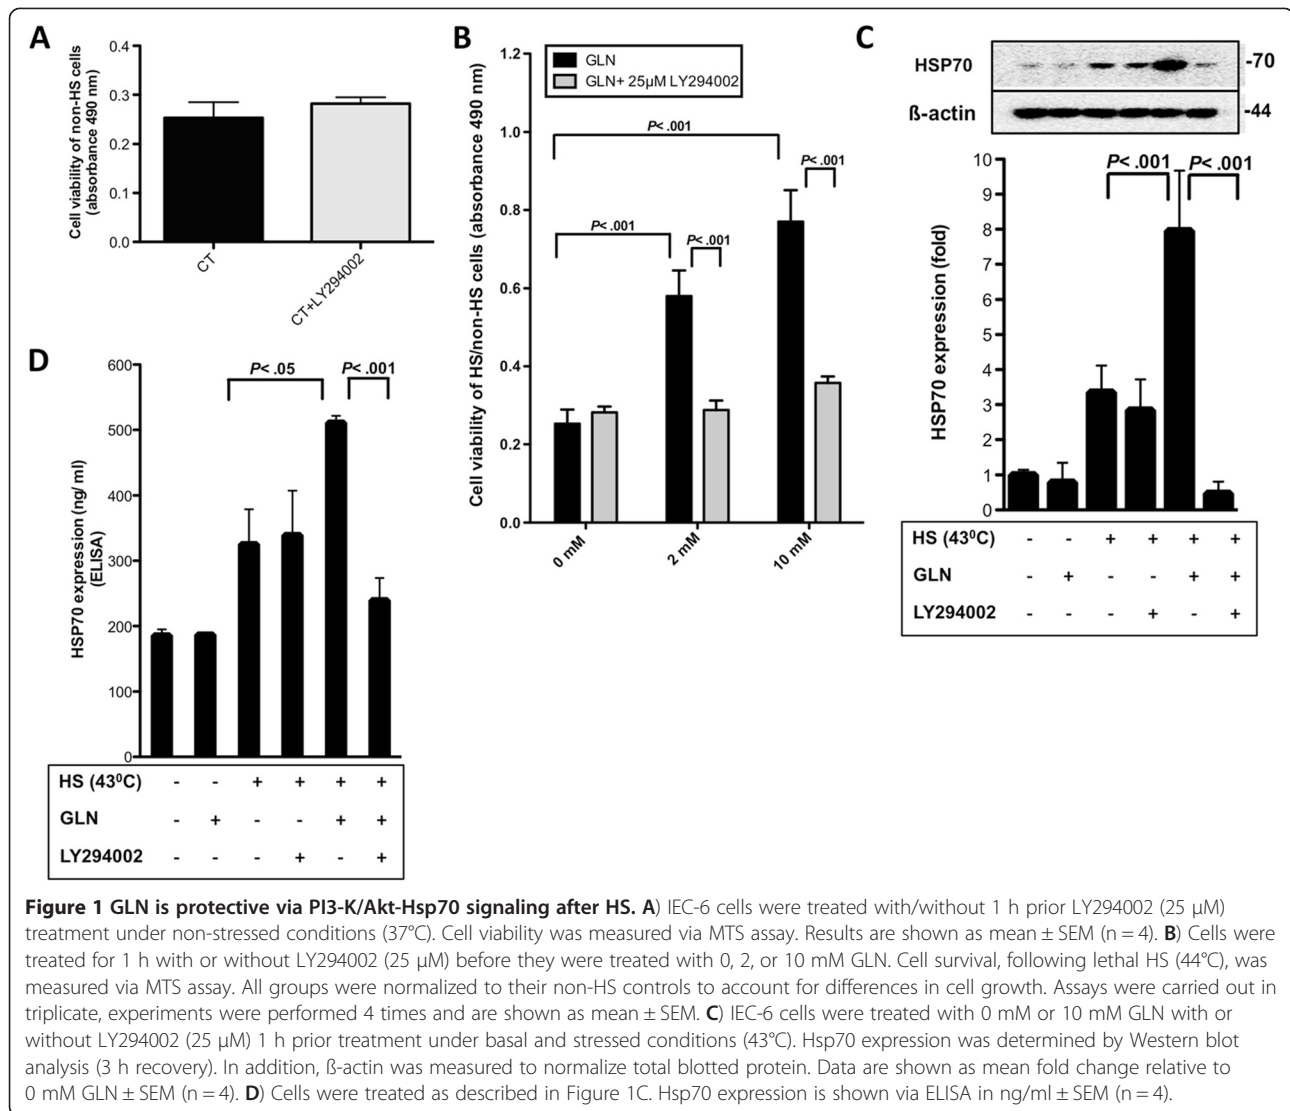 A
Cell viability of non-HS cells
(absorbance 490 nm)
0.4
0.3
0.2
0.1
0.0
CT
CT+LY294002
B
Cell viability of HS/non-HS cells (absorbance 490 nm)
1.2
1.0
0.8
0.6
0.4
0.2
0.0
GLN
GLN+ 25µM LY294002
P< .001
P< .001
P< .001
P< .001
0 mM
2 mM
10 mM
C
HSP70
-70
ß-actin
-44
HSP70 expression (fold)
10
9
8
7
6
5
4
3
2
1
0
P< .001
P< .001
HS (43⁰C) - - + + + +
GLN - + - - + +
LY294002 - - - + - +
D
HSP70 expression (ng/ ml)
(ELISA)
600
500
400
300
200
100
0
P< .05
P< .001
HS (43⁰C) - - + + + +
GLN - + - - + +
LY294002 - - - + - +
Figure 1 GLN is protective via PI3-K/Akt-Hsp70 signaling after HS. A) IEC-6 cells were treated with/without 1 h prior LY294002 (25 µM)
treatment under non-stressed conditions (37°C). Cell viability was measured via MTS assay. Results are shown as mean ± SEM (n = 4). B) Cells were
treated for 1 h with or without LY294002 (25 µM) before they were treated with 0, 2, or 10 mM GLN. Cell survival, following lethal HS (44°C), was
measured via MTS assay. All groups were normalized to their non-HS controls to account for differences in cell growth. Assays were carried out in
triplicate, experiments were performed 4 times and are shown as mean ± SEM. C) IEC-6 cells were treated with 0 mM or 10 mM GLN with or
without LY294002 (25 µM) 1 h prior treatment under basal and stressed conditions (43°C). Hsp70 expression was determined by Western blot
analysis (3 h recovery). In addition, ß-actin was measured to normalize total blotted protein. Data are shown as mean fold change relative to
0 mM GLN ± SEM (n = 4). D) Cells were treated as described in Figure 1C. Hsp70 expression is shown via ELISA in ng/ml ± SEM (n = 4).